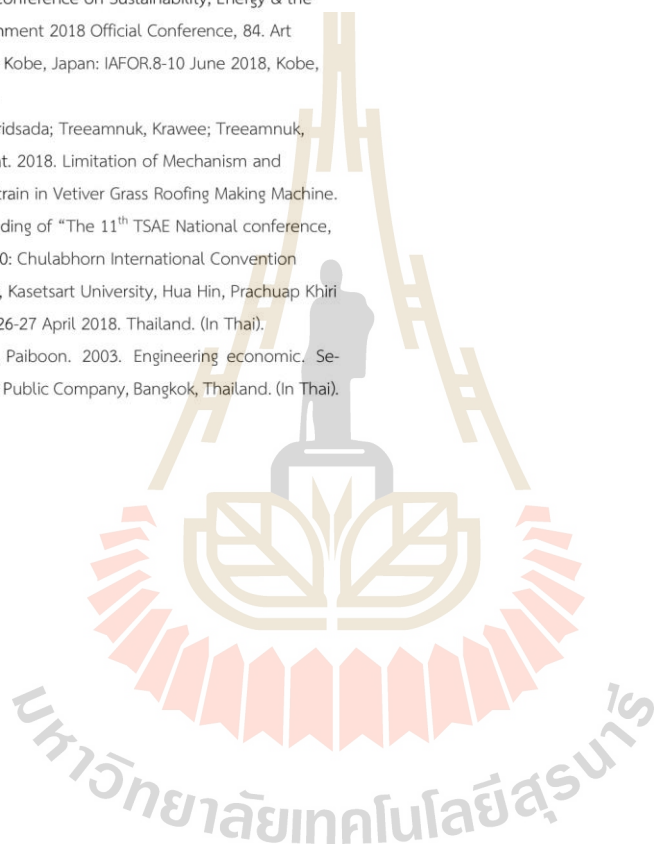 onference on Sustainability, Energy & the
nment 2018 Official Conference, 84. Art
Kobe, Japan: IAFOR.8-10 June 2018, Kobe,
ridsada; Treeamnuk, Krawee; Treeamnuk,
t. 2018. Limitation of Mechanism and
train in Vetiver Grass Roofing Making Machine.
ding of “The 11th TSAE National conference,
0: Chulabhorn International Convention
, Kasetsart University, Hua Hin, Prachuap Khiri
26-27 April 2018. Thailand. (In Thai).
Paiboon. 2003. Engineering economic. Se-
Public Company, Bangkok, Thailand. (In Thai).
มหาวิทยาลัยเทคโนโลยีสุรนารี